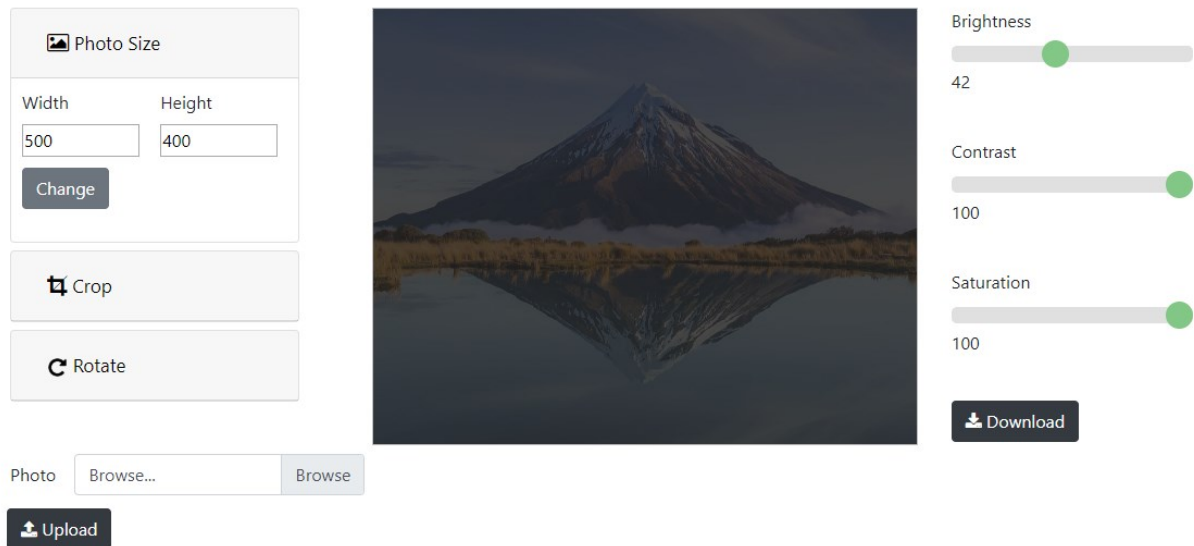 Photo Size
Width Height
500 400
Change
Crop
Rotate
Photo Browse... Browse
Upload
Brightness
42
Contrast
100
Saturation
100
Download